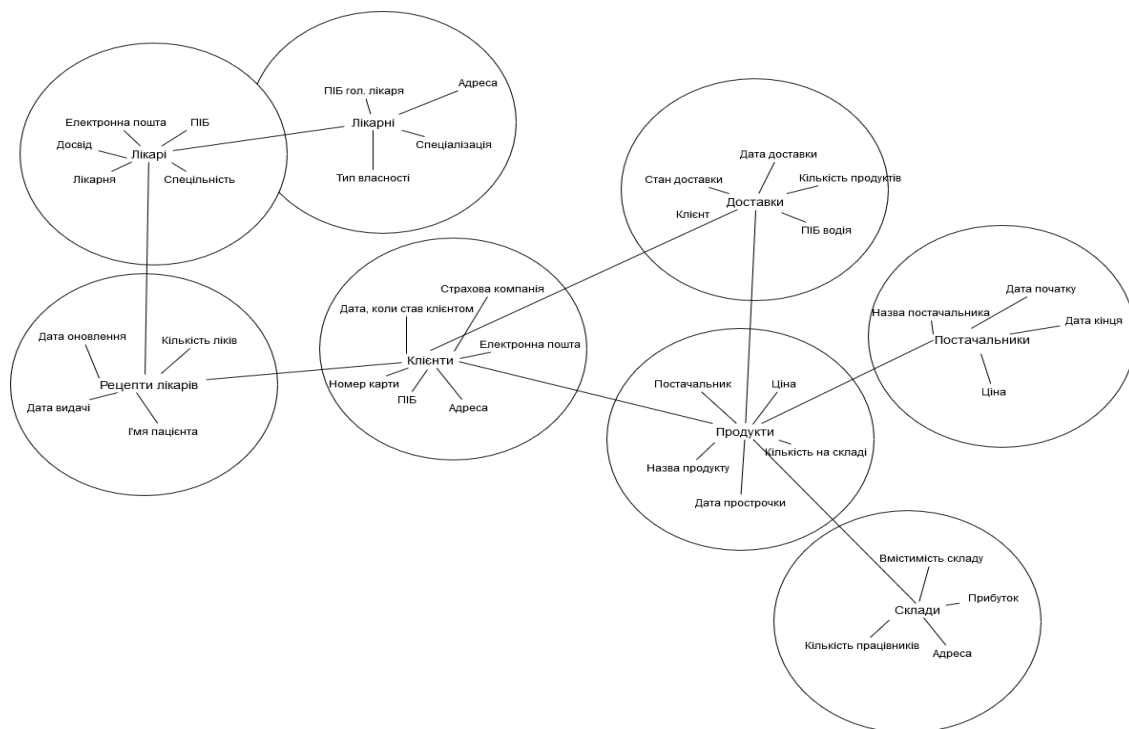 ПІБ гол. лікаря
Адреса
Лікарні
Спеціалізація
Тип власності
Електронна пошта
ПІБ
Досвід
Лікарі
Лікарня
Спецільність
Дата доставки
Стан доставки
Кількість продуктів
Доставки
Клієнт
ПІБ водія
Страхова компанія
Дата, коли став клієнтом
Електронна пошта
Клієнти
Номер карти
ПІБ
Адреса
Дата початку
Назва постачальника
Дата кінця
Постачальники
Ціна
Дата оновлення
Кількість ліків
Рецепти лікарів
Дата видачі
І'мя пацієнта
Постачальник
Ціна
Продукти
Кількість на складі
Назва продукту
Дата прострочки
Вмістимість складу
Прибуток
Склади
Кількість працівників
Адреса